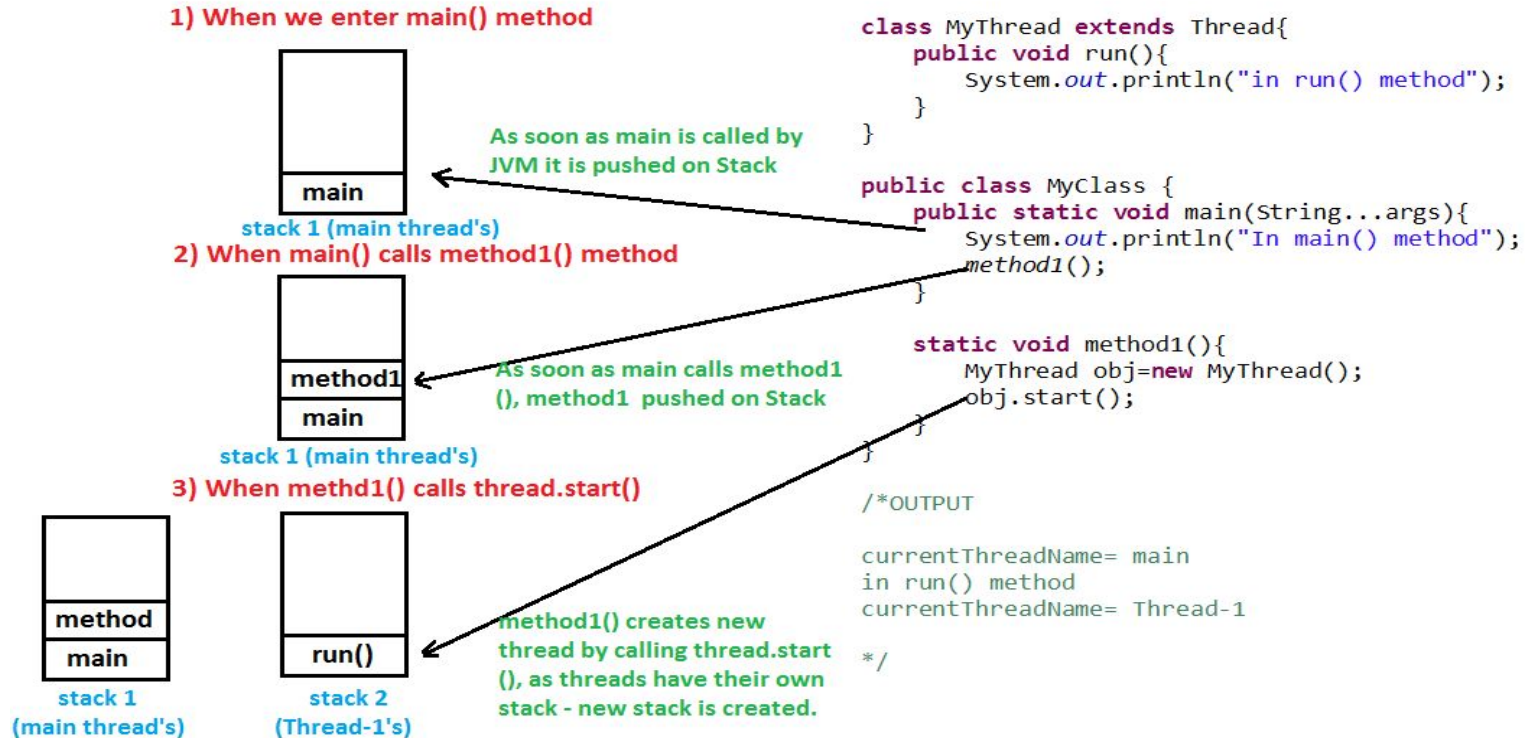 1) When we enter main() method
main
stack 1 (main thread's)
As soon as main is called by
JVM it is pushed on Stack
2) When main() calls method1() method
method1
main
stack 1 (main thread's)
As soon as main calls method1
(), method1 pushed on Stack
3) When methd1() calls thread.start()
method
main
stack 1
(main thread's)
run()
stack 2
(Thread-1's)
method1() creates new
thread by calling thread.start
(), as threads have their own
stack - new stack is created.
class MyThread extends Thread{
public void run(){
System.out.println("in run() method");
}
}
public class MyClass {
public static void main(String...args){
System.out.println("In main() method");
method1();
}
static void method1(){
MyThread obj=new MyThread();
obj.start();
}
}
/*OUTPUT
currentThreadName= main
in run() method
currentThreadName= Thread-1
*/